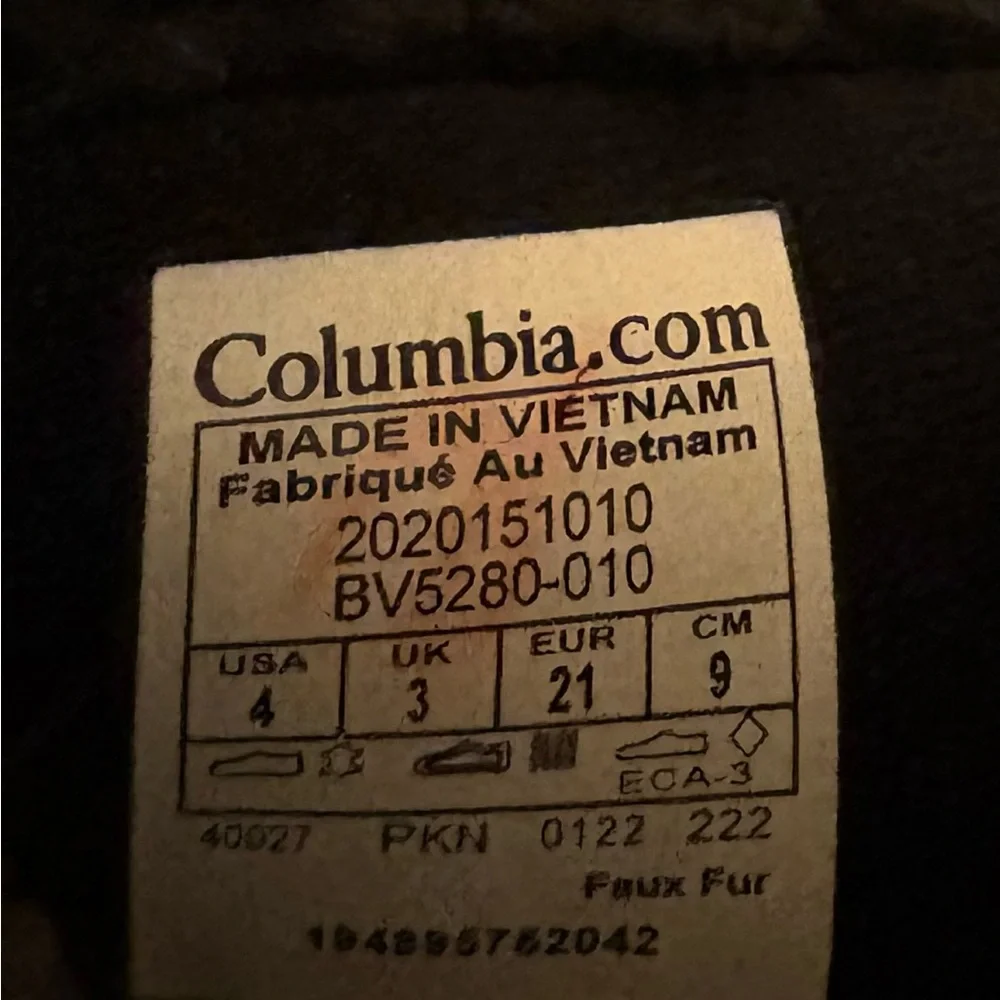 Columbia.com
MADE IN VIETNAM
Fabriqué Au Vietnam
2020151010
BV5280-010
USA UK EUR CM
4 3 21 9
ECA-3
PKN 0122 222
Faux Fur